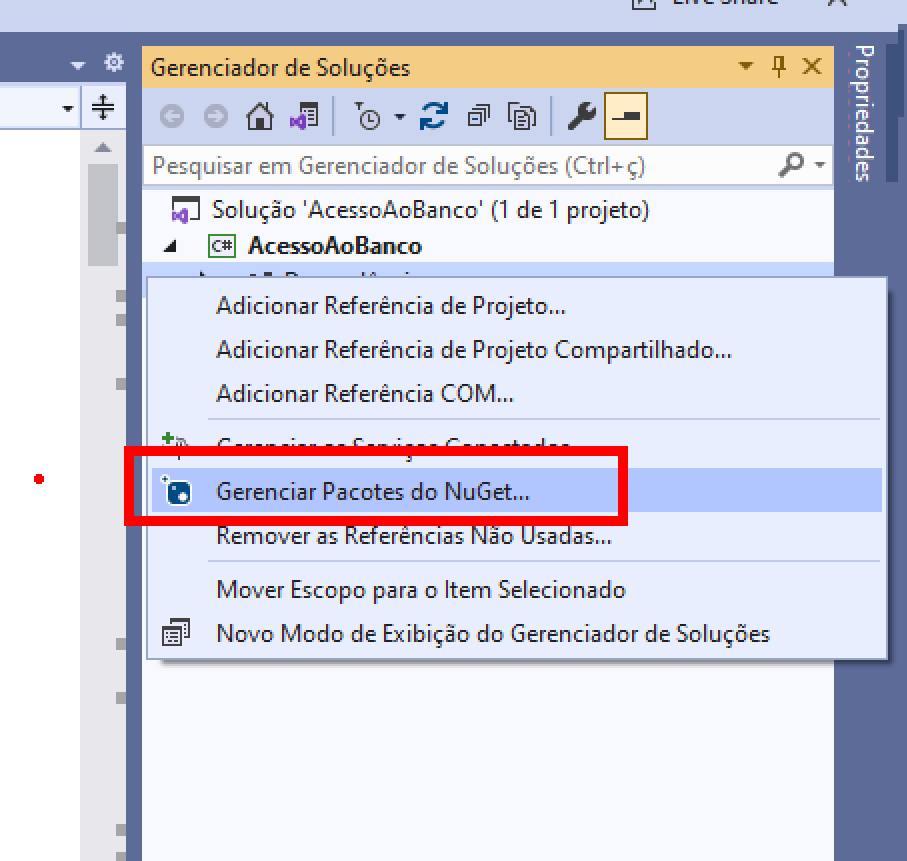 Live Share
Gerenciador de Soluções
Propriedades
Pesquisar em Gerenciador de Soluções (Ctrl+ç)
Solução 'AcessoAoBanco' (1 de 1 projeto)
C# AcessoAoBanco
Adicionar Referência de Projeto...
Adicionar Referência de Projeto Compartilhado...
Adicionar Referência COM...
Gerenciar os Serviços Conectados
Gerenciar Pacotes do NuGet...
Remover as Referências Não Usadas...
Mover Escopo para o Item Selecionado
Novo Modo de Exibição do Gerenciador de Soluções